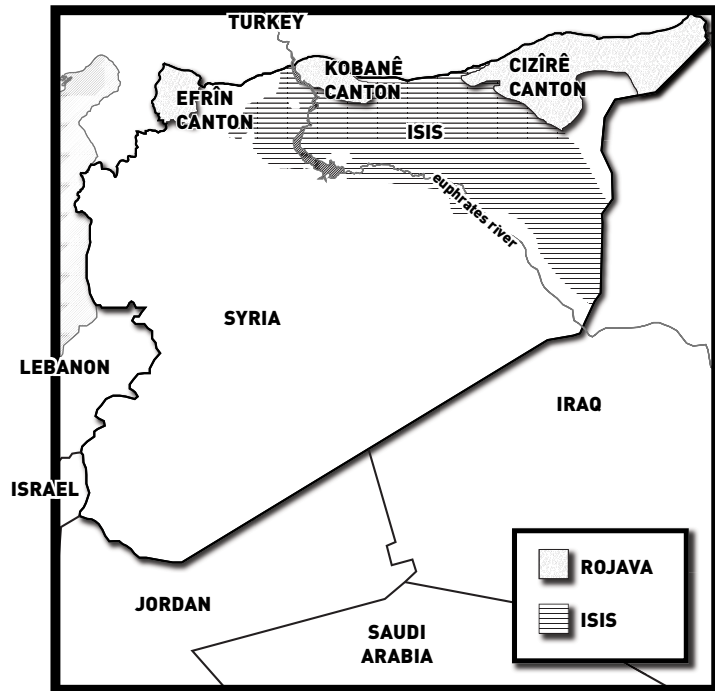 TURKEY
KOBANÊ
CANTON
CIZÎRÊ
CANTON
EFRÎN
CANTON
ISIS
euphrates river
SYRIA
LEBANON
IRAQ
ISRAEL
JORDAN
SAUDI
ARABIA
ROJAVA
ISIS